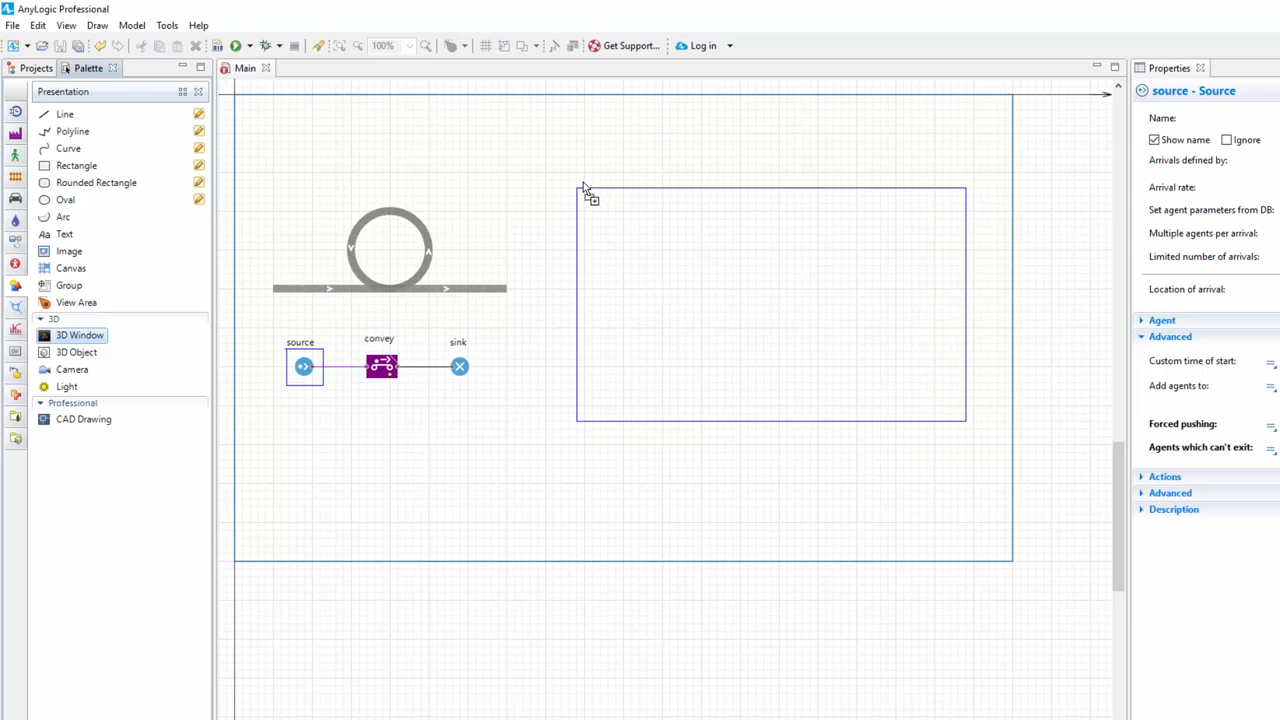 AnyLogic Professional
File Edit View Draw Model Tools Help
100% Get Support... Log in
Projects Palette Main Properties
Presentation
Line
Polyline
Curve
Rectangle
Rounded Rectangle
Oval
Arc
Text
Image
Canvas
Group
View Area
3D
3D Window
3D Object
Camera
Light
Professional
CAD Drawing
source convey sink
source - Source
Name:
Show name Ignore
Arrivals defined by:
Arrival rate:
Set agent parameters from DB:
Multiple agents per arrival:
Limited number of arrivals:
Location of arrival:
Agent
Advanced
Custom time of start:
Add agents to:
Forced pushing:
Agents which can't exit:
Actions
Advanced
Description